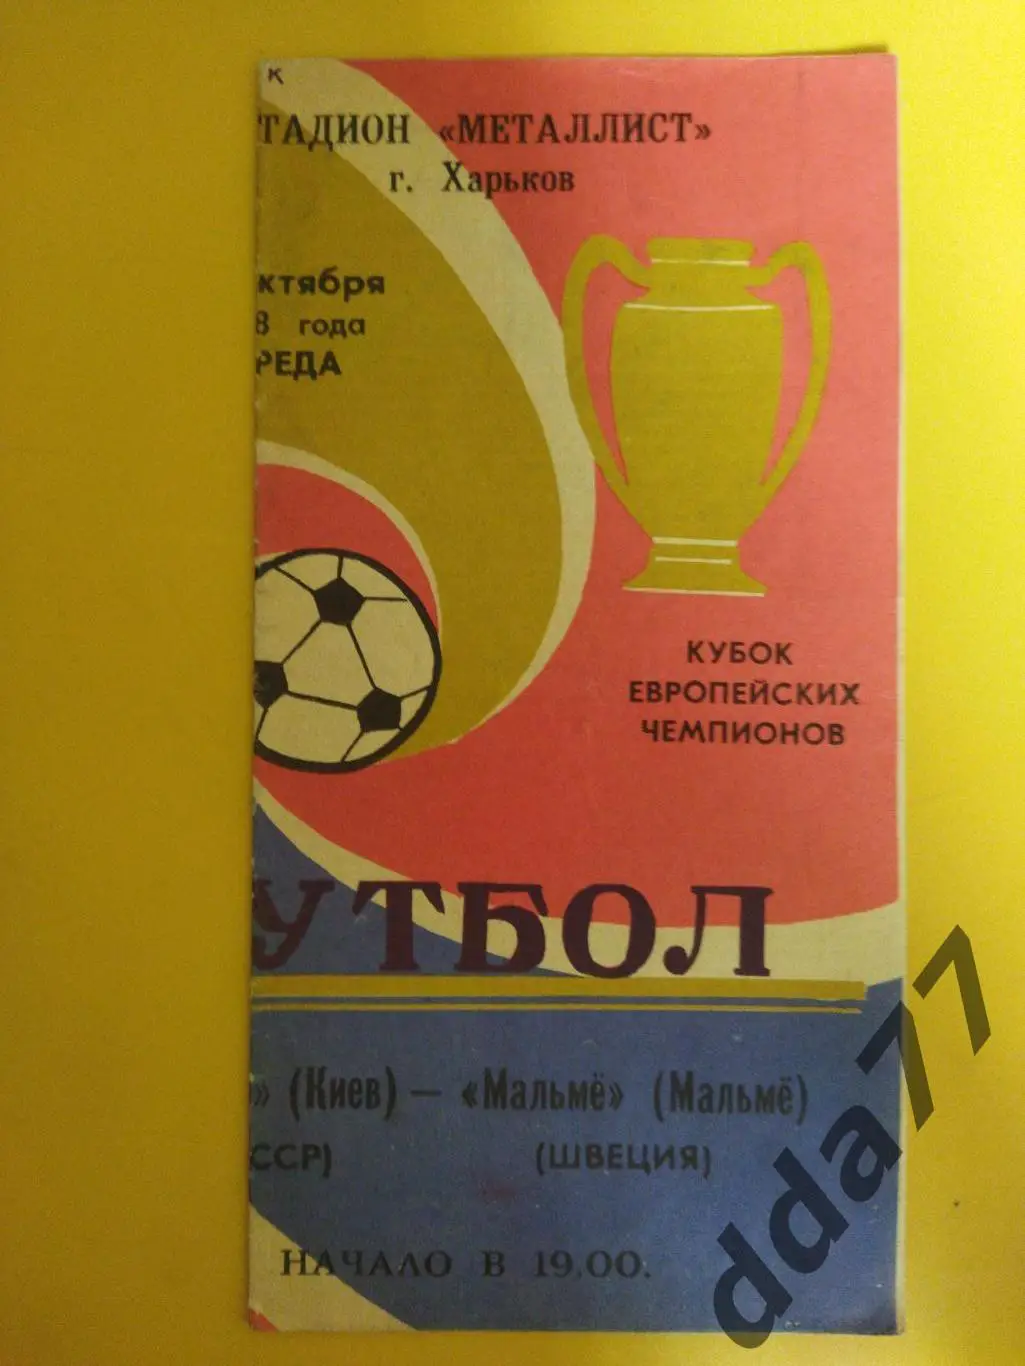 к
ТАДИОН «МЕТАЛЛИСТ»
г. Харьков
ктября
8 года
РЕДА
КУБОК
ЕВРОПЕЙСКИХ
ЧЕМПИОНОВ
УТБОЛ
» (Киев) — «Мальмё» (Мальмё)
ССР) (ШВЕЦИЯ)
НАЧАЛО В 19.00.
dda77